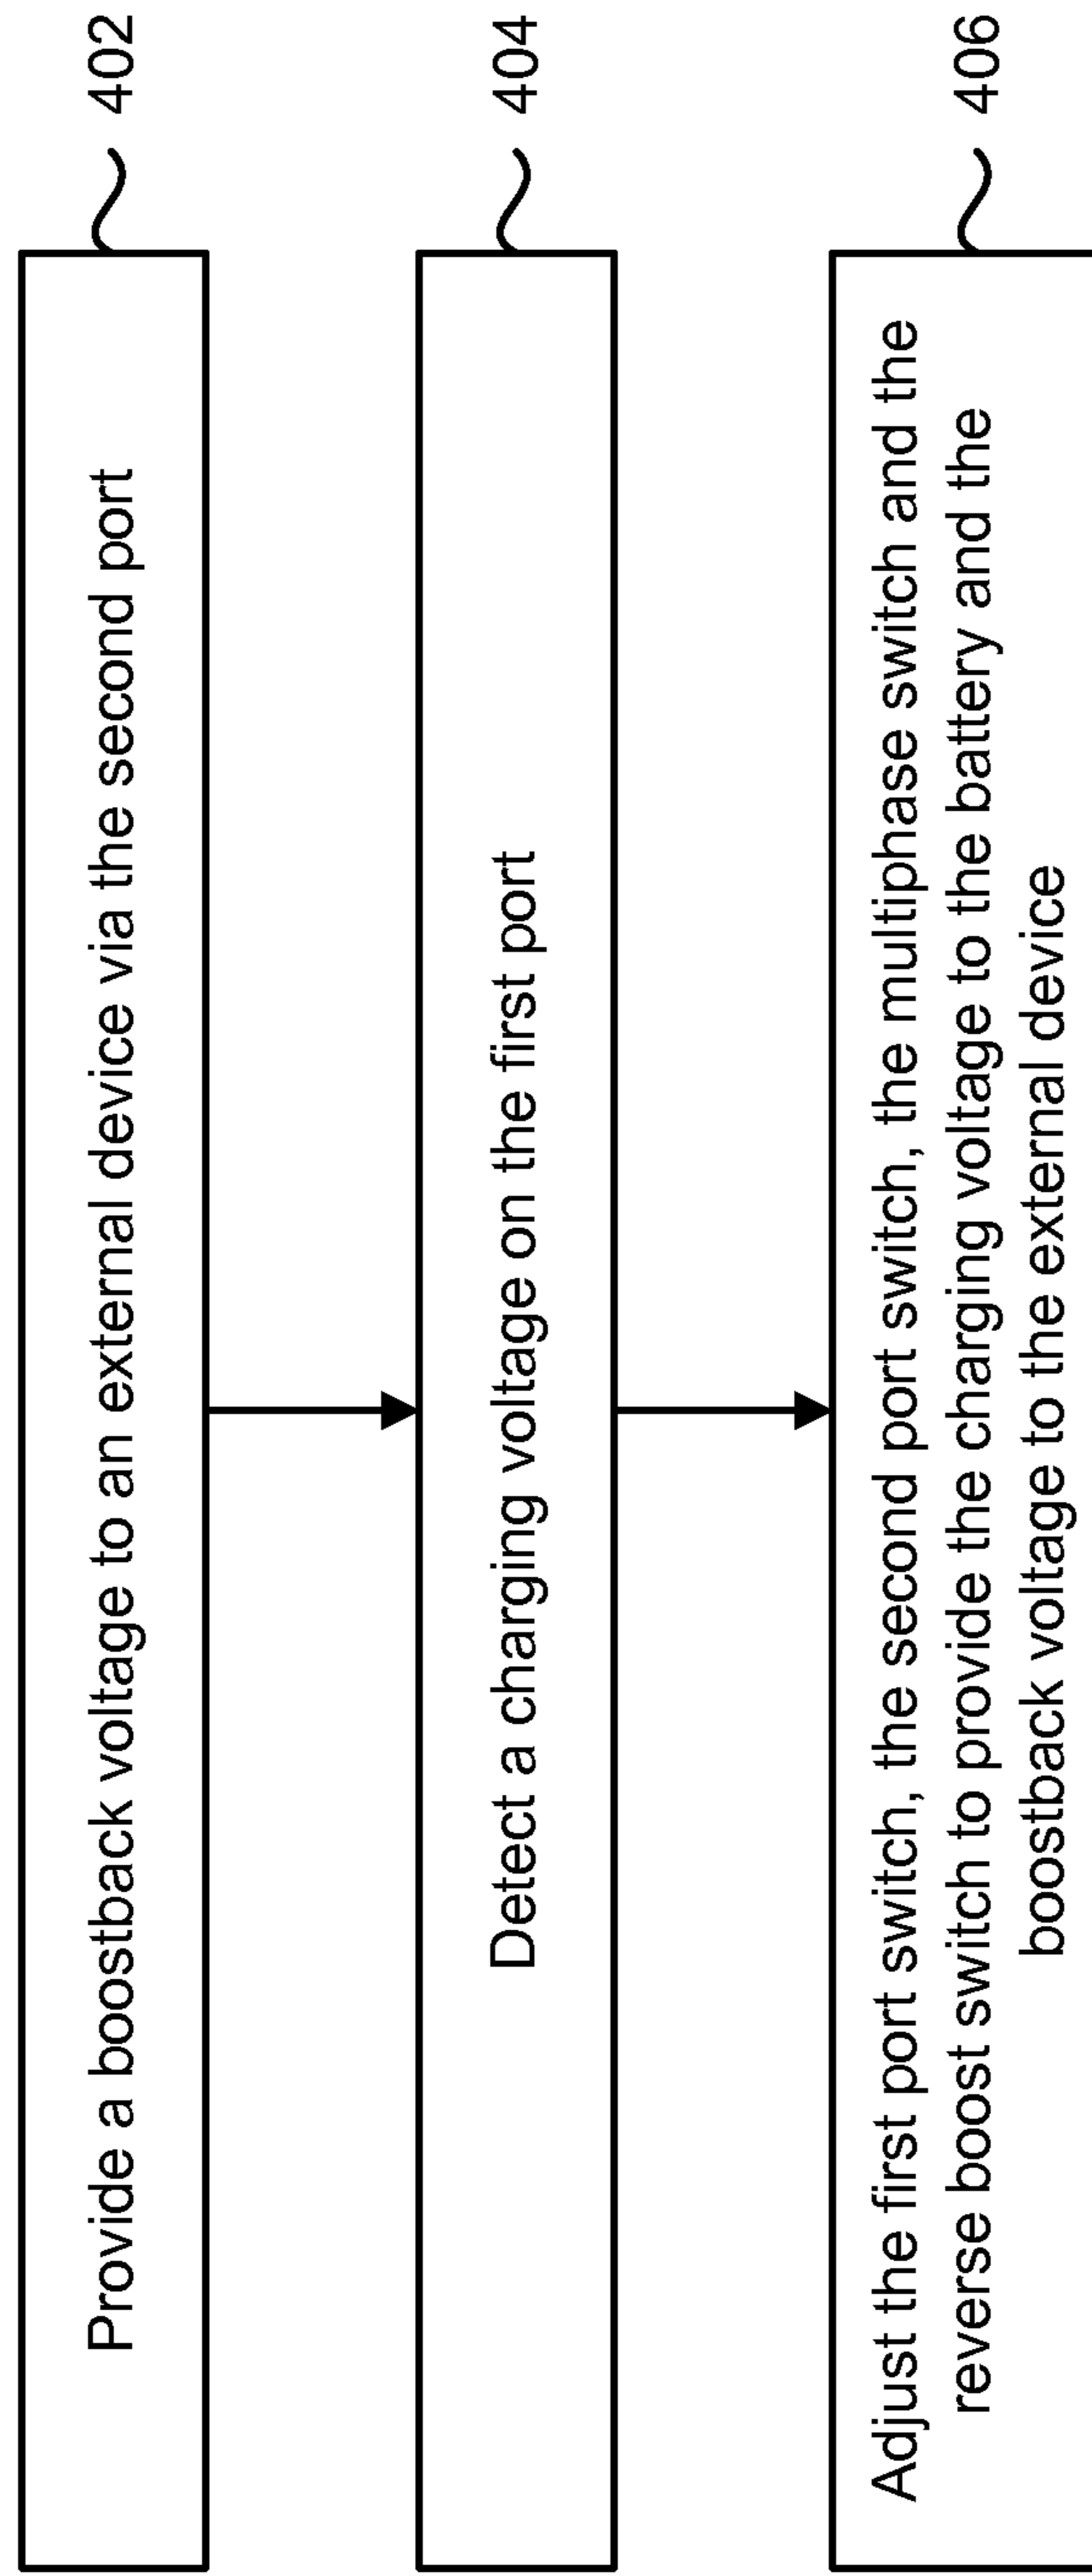 Provide a boostback voltage to an external device via the second port
402
Detect a charging voltage on the first port
404
Adjust the first port switch, the second port switch, the multiphase switch and the
reverse boost switch to provide the charging voltage to the battery and the
boostback voltage to the external device
406